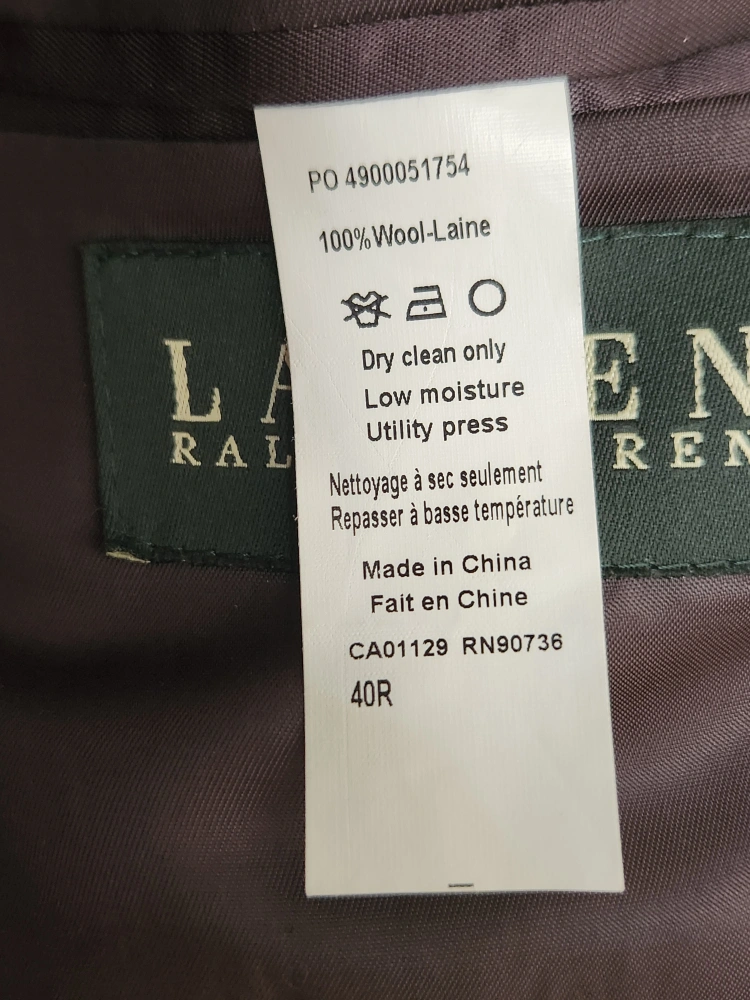 PO 4900051754
100%Wool-Laine
Dry clean only
Low moisture
Utility press
Nettoyage à sec seulement
Repasser à basse température
Made in China
Fait en Chine
CA01129 RN90736
40R